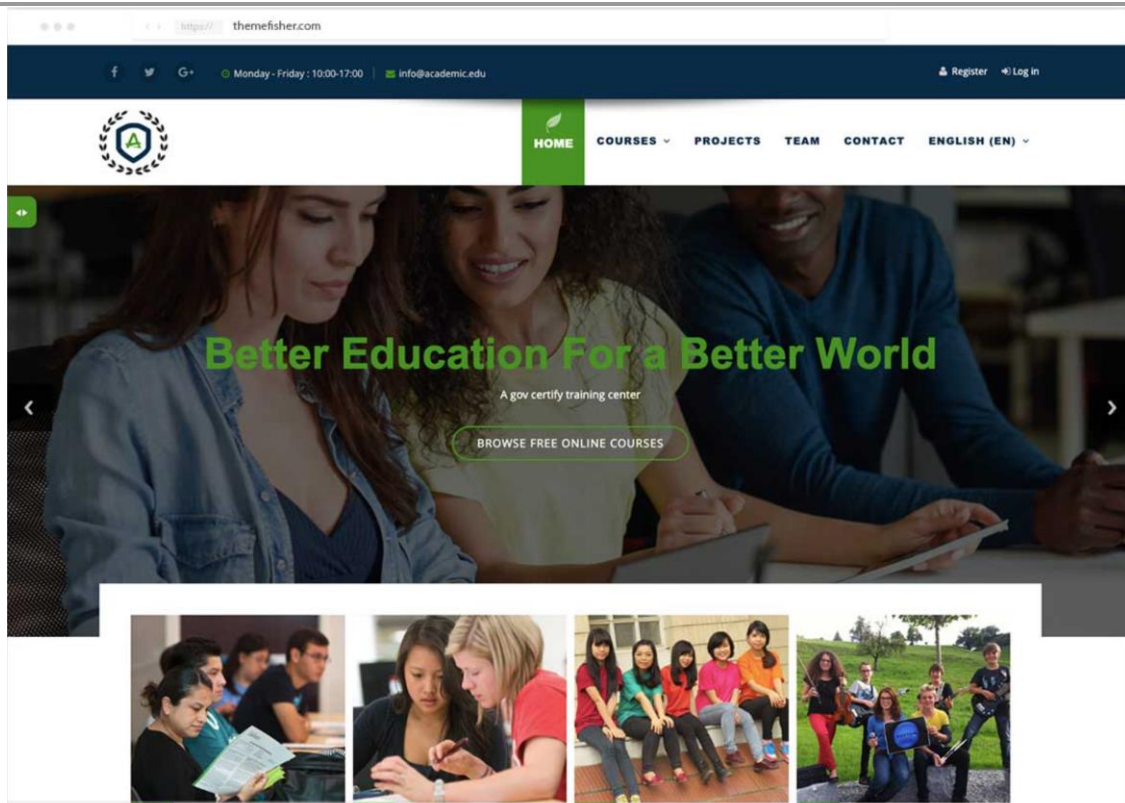 https:// themefisher.com
f G+ Monday - Friday : 10:00-17:00 info@academic.edu Register Log in
A
HOME COURSES PROJECTS TEAM CONTACT ENGLISH (EN)
Better Education For a Better World
A gov certify training center
BROWSE FREE ONLINE COURSES